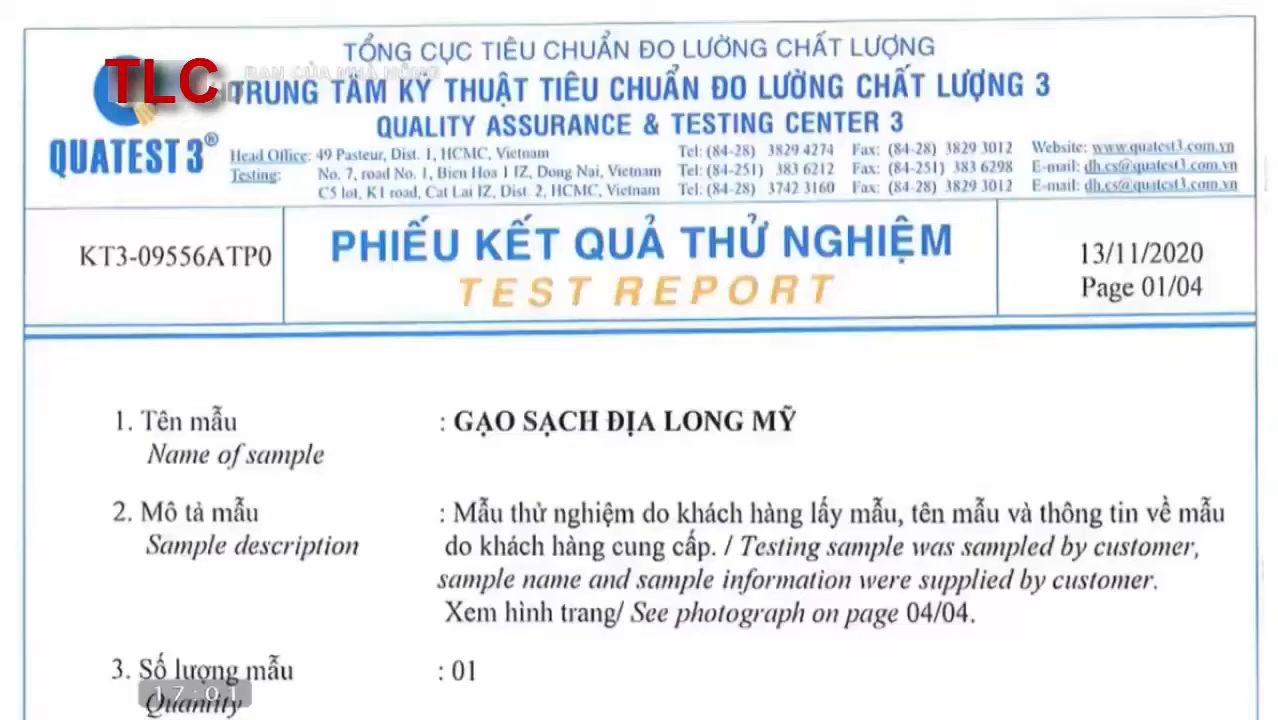 TỔNG CỤC TIÊU CHUẨN ĐO LƯỜNG CHẤT LƯỢNG
TLC
BẠN CỦA NHÀ NÔNG
TRUNG TÂM KỸ THUẬT TIÊU CHUẨN ĐO LƯỜNG CHẤT LƯỢNG 3
QUALITY ASSURANCE & TESTING CENTER 3
QUATEST 3®
Head Office: 49 Pasteur, Dist. 1, HCMC, Vietnam Tel: (84-28) 3829 4274 Fax: (84-28) 3829 3012 Website: www.quatest3.com.vn
Testing: No. 7, road No. 1, Bien Hoa 1 IZ, Dong Nai, Vietnam Tel: (84-251) 383 6212 Fax: (84-251) 383 6298 E-mail: dh.cs@quatest3.com.vn
C5 lot, K1 road, Cat Lai IZ, Dist. 2, HCMC, Vietnam Tel: (84-28) 3742 3160 Fax: (84-28) 3829 3012 E-mail: dh.cs@quatest3.com.vn
KT3-09556ATP0
PHIẾU KẾT QUẢ THỬ NGHIỆM
TEST REPORT
13/11/2020
Page 01/04
1. Tên mẫu : GẠO SẠCH ĐỊA LONG MỸ
Name of sample
2. Mô tả mẫu : Mẫu thử nghiệm do khách hàng lấy mẫu, tên mẫu và thông tin về mẫu
Sample description do khách hàng cung cấp. / Testing sample was sampled by customer,
sample name and sample information were supplied by customer.
Xem hình trang/ See photograph on page 04/04.
3. Số lượng mẫu : 01
Quantity
17:01